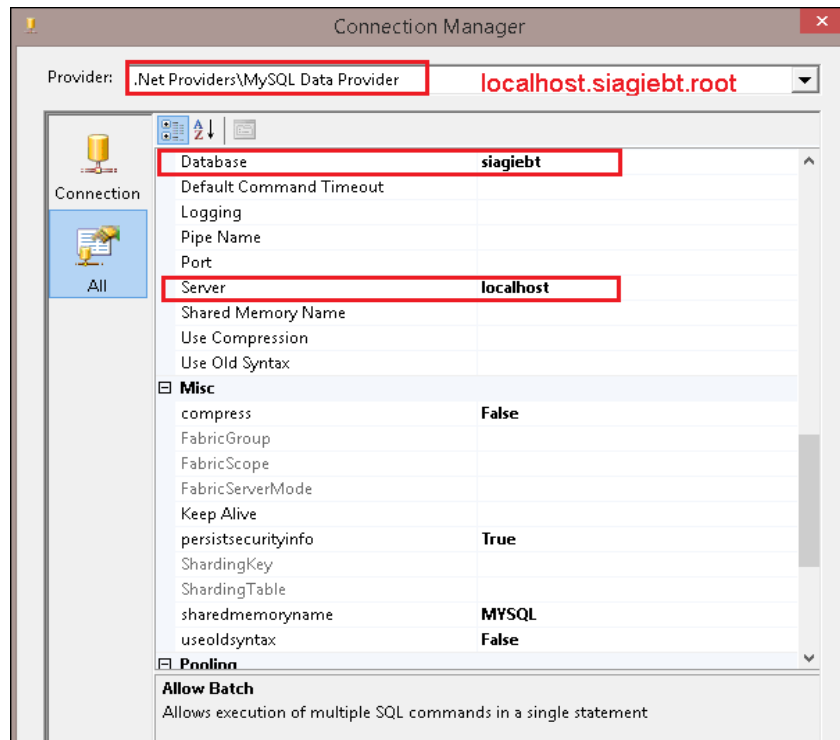 Connection Manager
Provider: .Net Providers\MySQL Data Provider localhost.siagiebt.root
Connection
All
Database siagiebt
Default Command Timeout
Logging
Pipe Name
Port
Server localhost
Shared Memory Name
Use Compression
Use Old Syntax
Misc
compress False
FabricGroup
FabricScope
FabricServerMode
Keep Alive
persistsecurityinfo True
ShardingKey
ShardingTable
sharedmemoryname MYSQL
useoldsyntax False
Pooling
Allow Batch
Allows execution of multiple SQL commands in a single statement